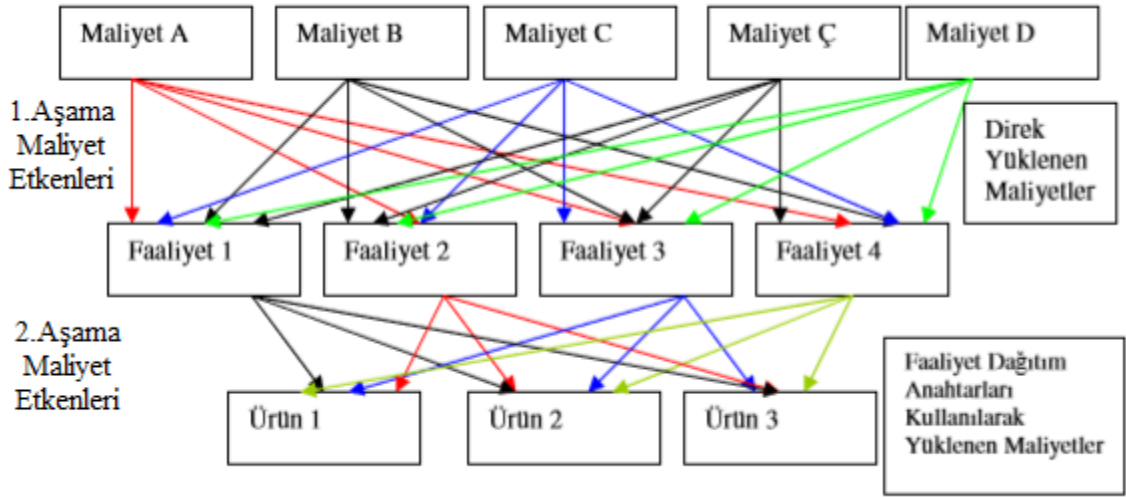 Maliyet A
Maliyet B
Maliyet C
Maliyet Ç
Maliyet D
1.Aşama
Maliyet
Etkenleri
Direk
Yüklenen
Maliyetler
Faaliyet 1
Faaliyet 2
Faaliyet 3
Faaliyet 4
2.Aşama
Maliyet
Etkenleri
Ürün 1
Ürün 2
Ürün 3
Faaliyet Dağıtım
Anahtarları
Kullanılarak
Yüklenen Maliyetler